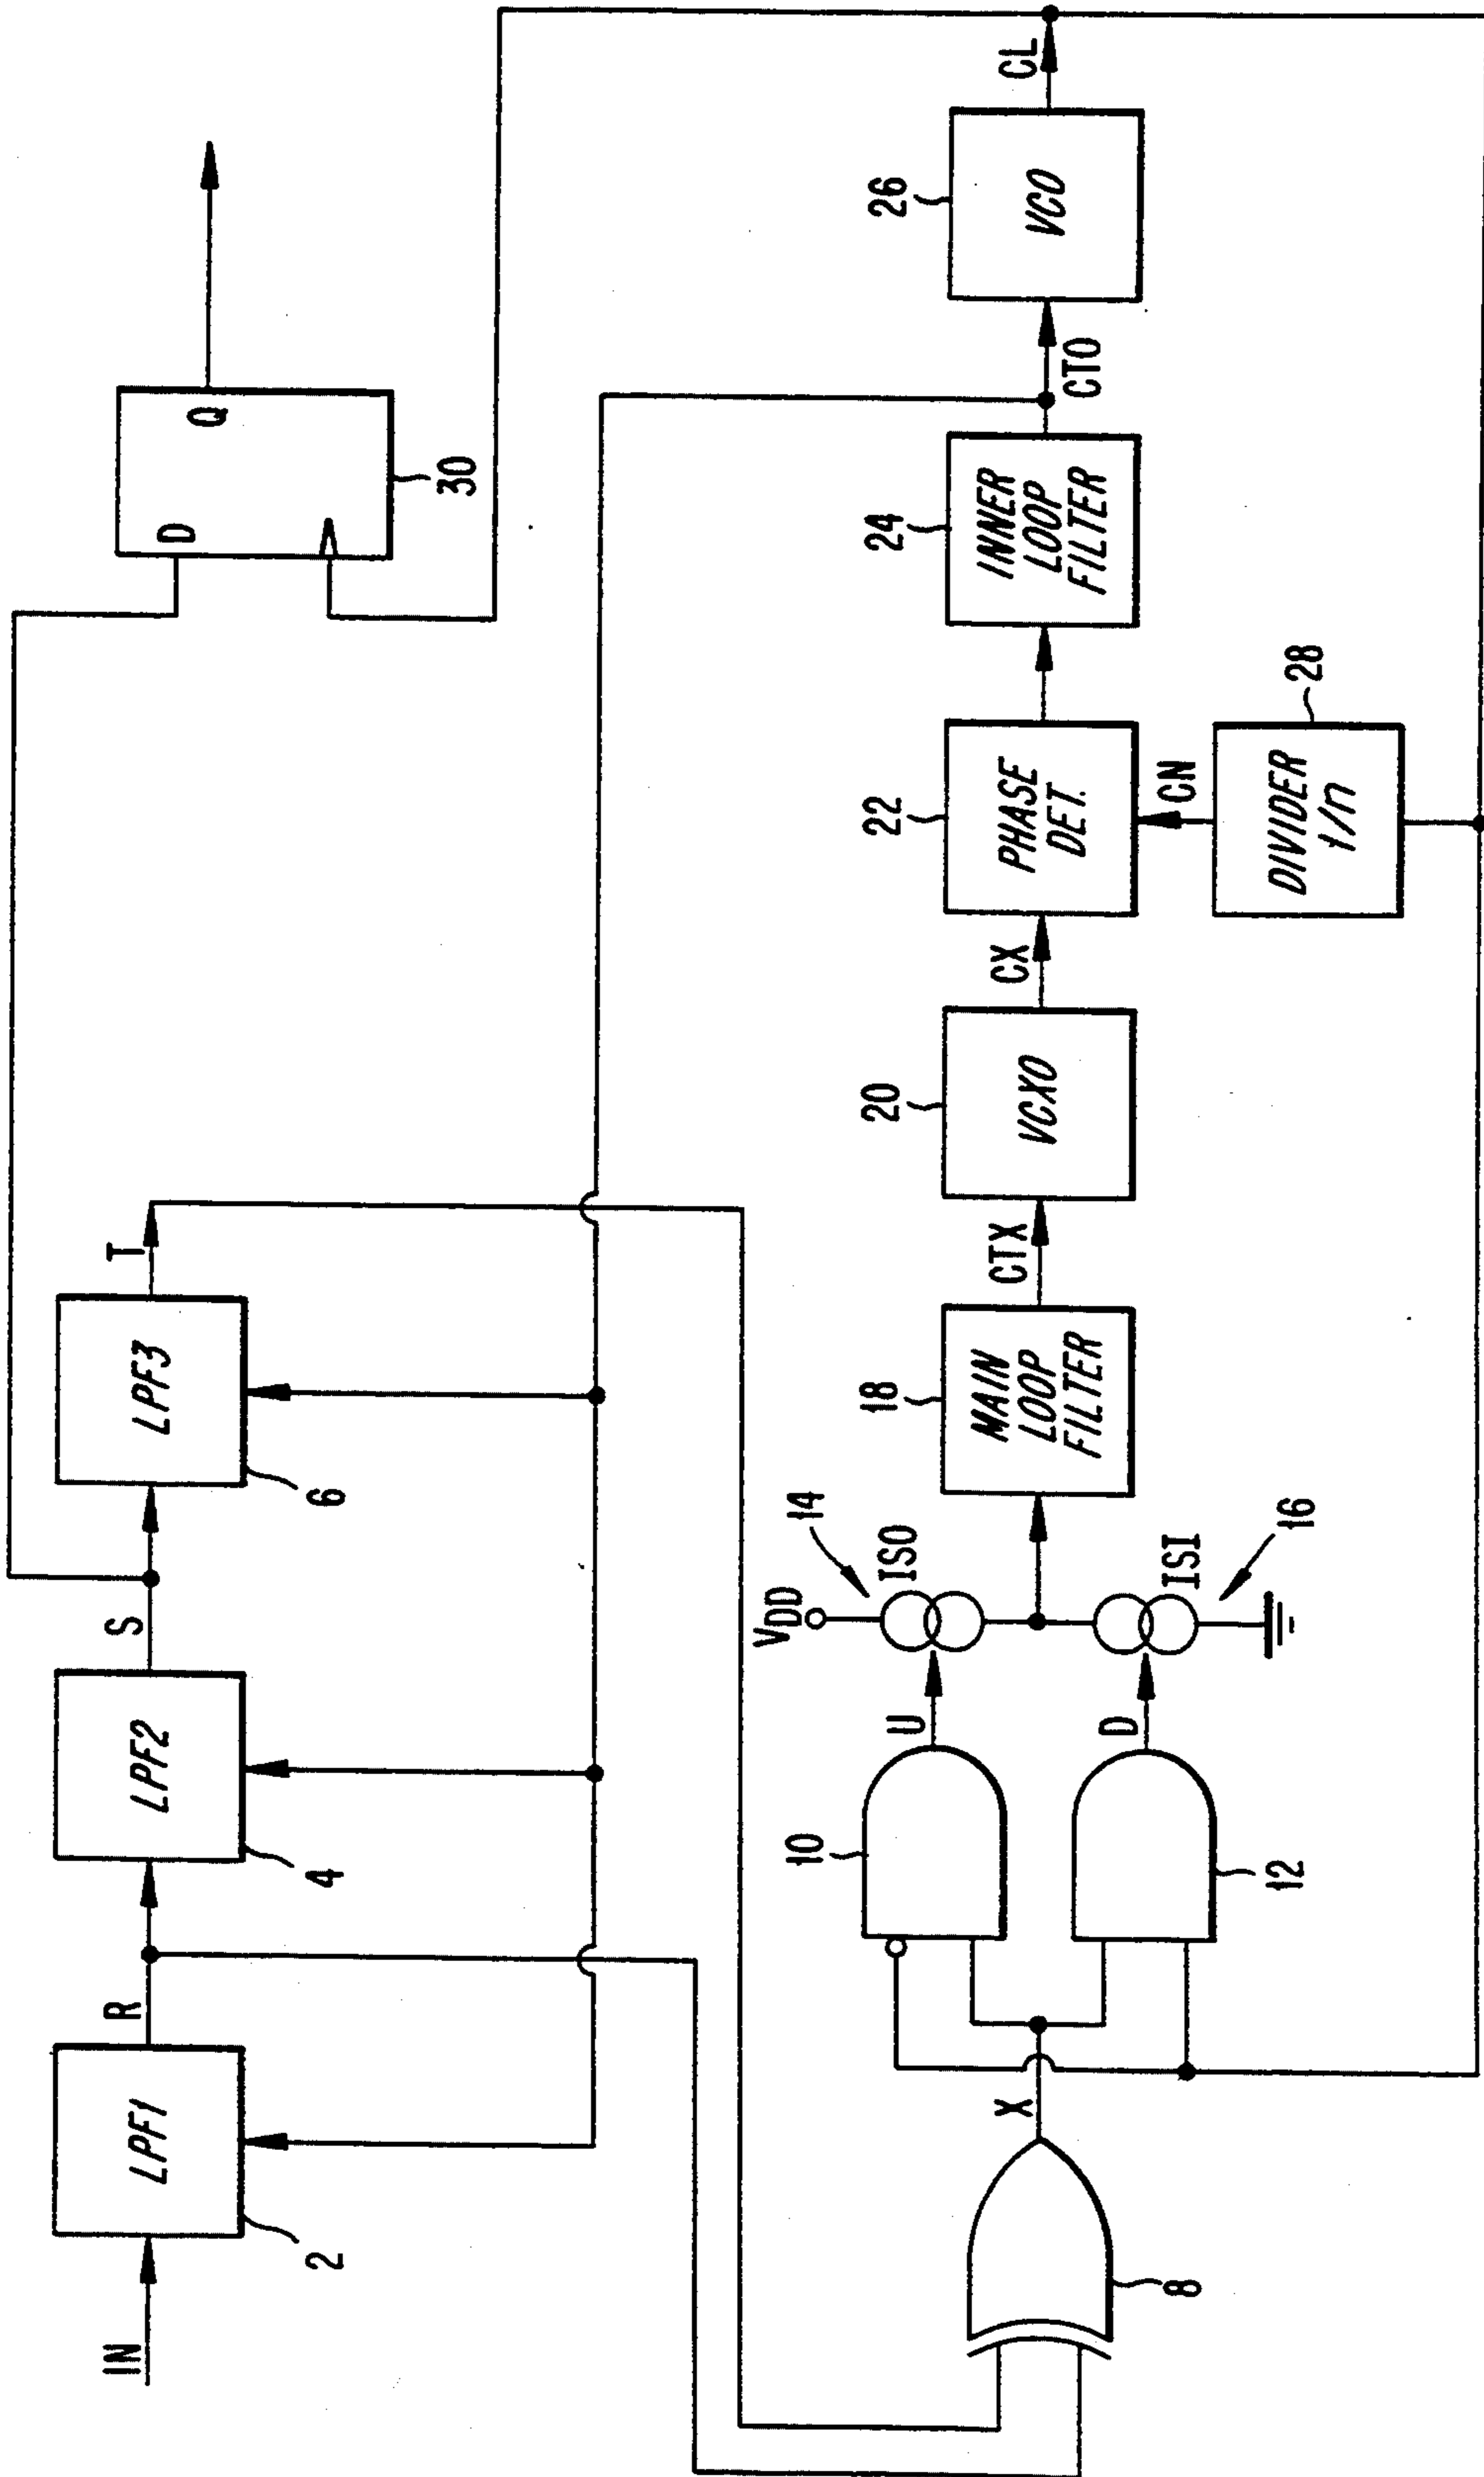 IN
LPF1
2
R
LPF2
4
S
LPF3
6
T
D
Q
30
8
X
10
U
12
D
VDD
14
ISO
ISI
16
18
MAIN
LOOP
FILTER
CTX
20
VCXO
CX
22
PHASE
DET.
CN
28
DIVIDER
1/n
24
INNER
LOOP
FILTER
CTO
26
VCO
CL